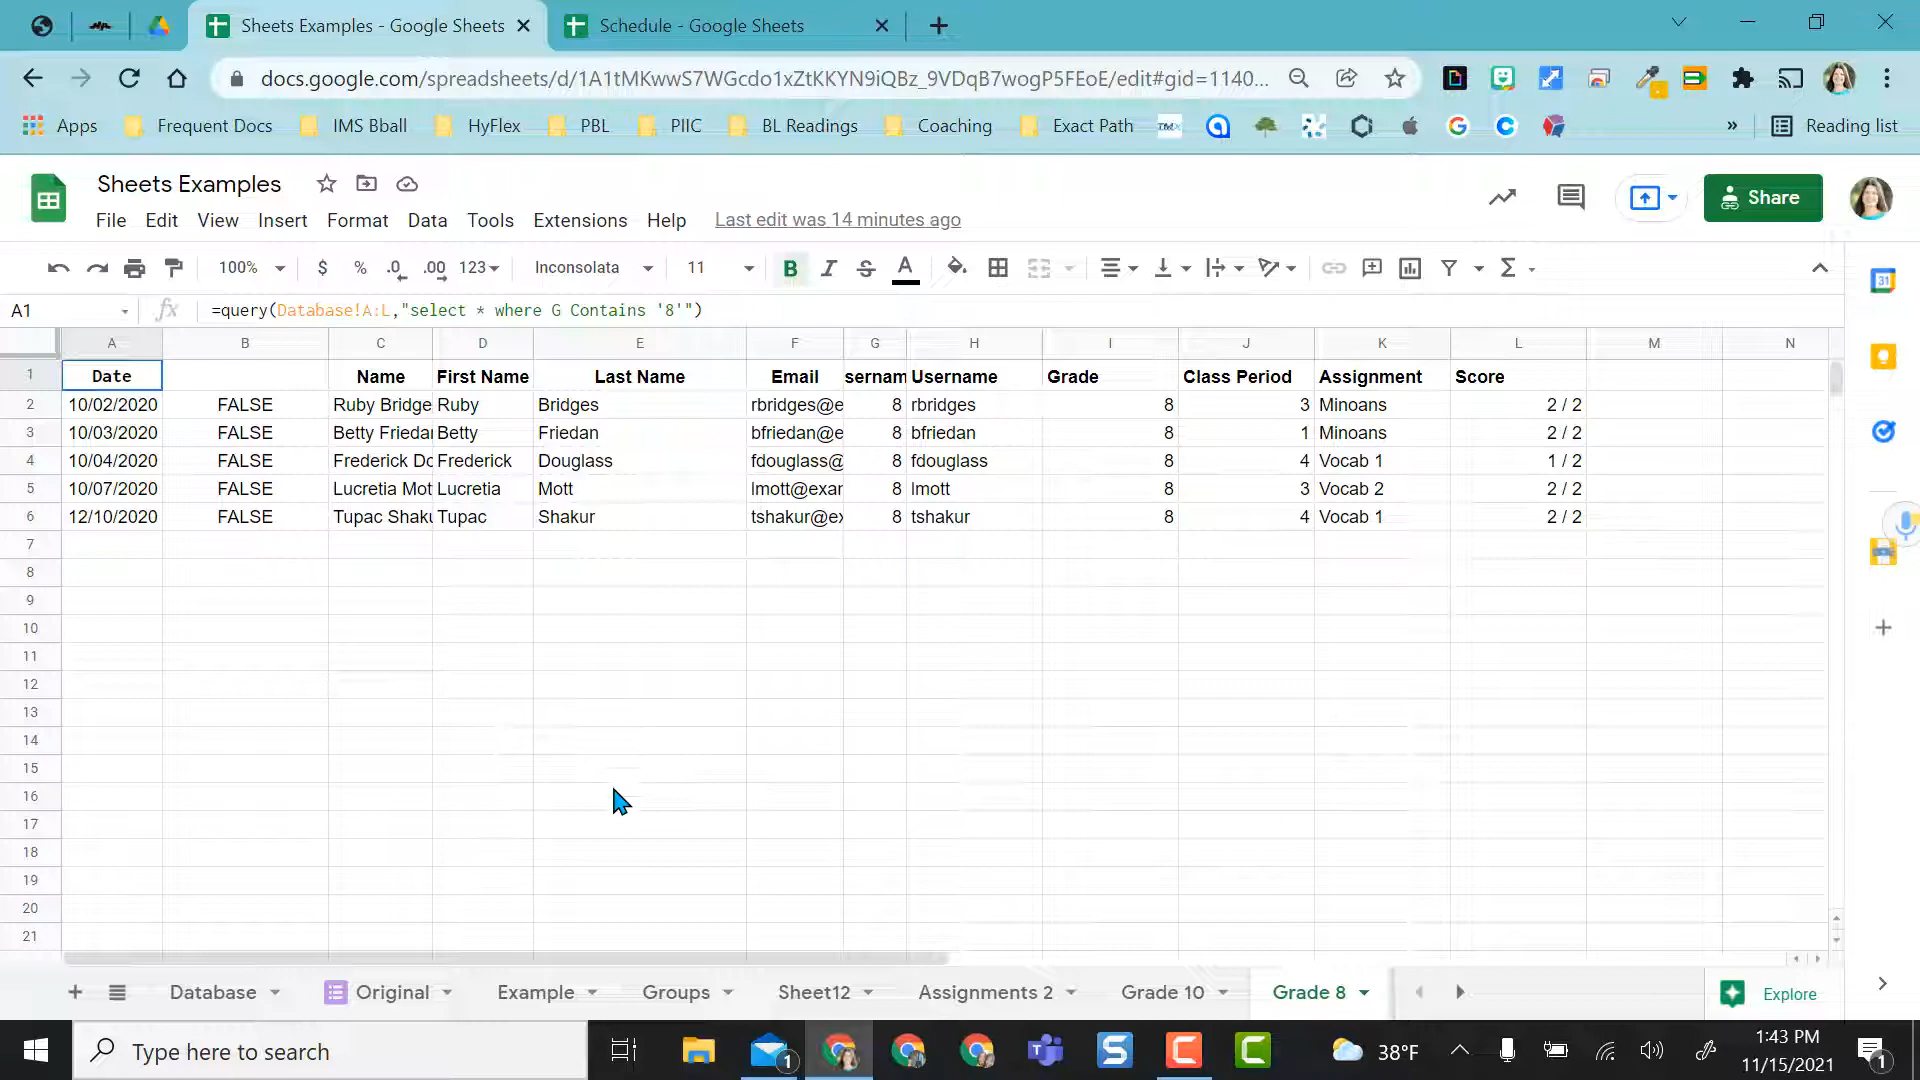 Sheets Examples - Google Sheets
Schedule - Google Sheets
docs.google.com/spreadsheets/d/1A1tMKwwS7WGcdo1xZtKKYN9iQBz_9VDqB7wogP5FEoE/edit#gid=1140...
Apps Frequent Docs IMS Bball HyFlex PBL PIIC BL Readings Coaching Exact Path » Reading list
Sheets Examples
File Edit View Insert Format Data Tools Extensions Help Last edit was 14 minutes ago
Share
100% $ % .0 .00 123 Inconsolata 11 B I S A Σ
A1 fx =query(Database!A:L,"select * where G Contains '8'")
A B C D E F G H I J K L M N
1 Date Name First Name Last Name Email sernam Username Grade Class Period Assignment Score
2 10/02/2020 FALSE Ruby Bridge Ruby Bridges rbridges@e 8 rbridges 8 3 Minoans 2 / 2
3 10/03/2020 FALSE Betty Friedar Betty Friedan bfriedan@e 8 bfriedan 8 1 Minoans 2 / 2
4 10/04/2020 FALSE Frederick Do Frederick Douglass fdouglass@ 8 fdouglass 8 4 Vocab 1 1 / 2
5 10/07/2020 FALSE Lucretia Mot Lucretia Mott lmott@exar 8 lmott 8 3 Vocab 2 2 / 2
6 12/10/2020 FALSE Tupac Shaku Tupac Shakur tshakur@ex 8 tshakur 8 4 Vocab 1 2 / 2
7
8
9
10
11
12
13
14
15
16
17
18
19
20
21
31
+ Database Original Example Groups Sheet12 Assignments 2 Grade 10 Grade 8 Explore
Type here to search
1
38°F
1:43 PM
11/15/2021
1